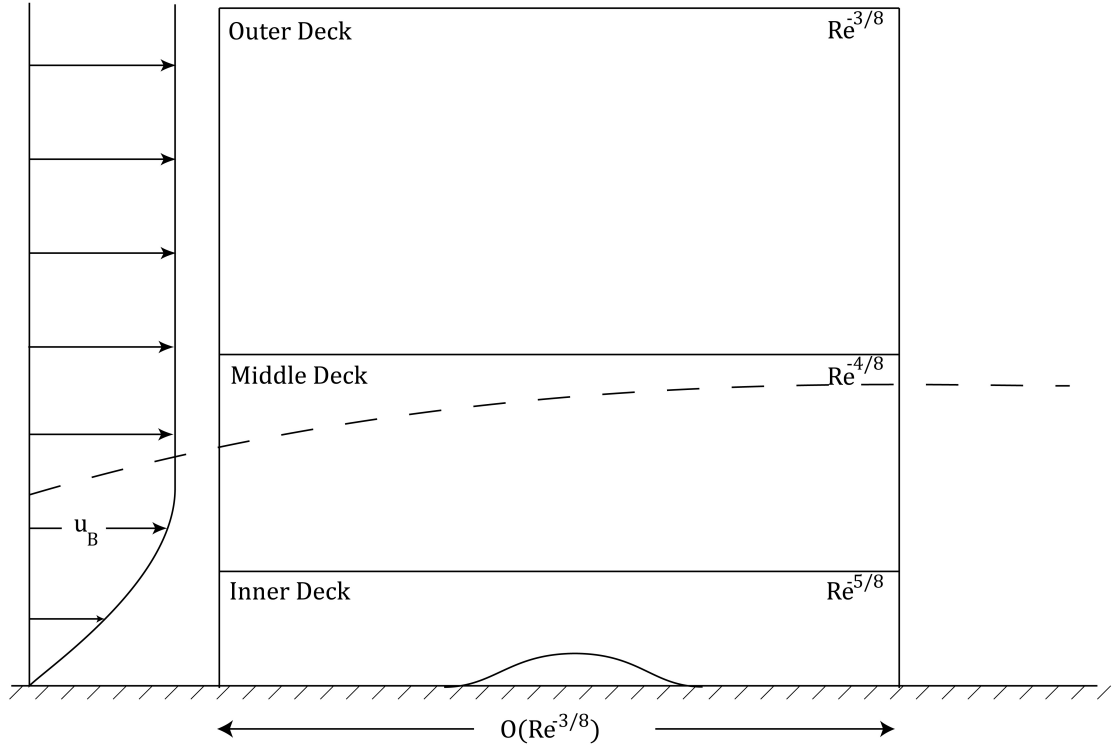 Outer Deck Re^-3/8
Middle Deck Re^-4/8
u_B
Inner Deck Re^-5/8
O(Re^-3/8)